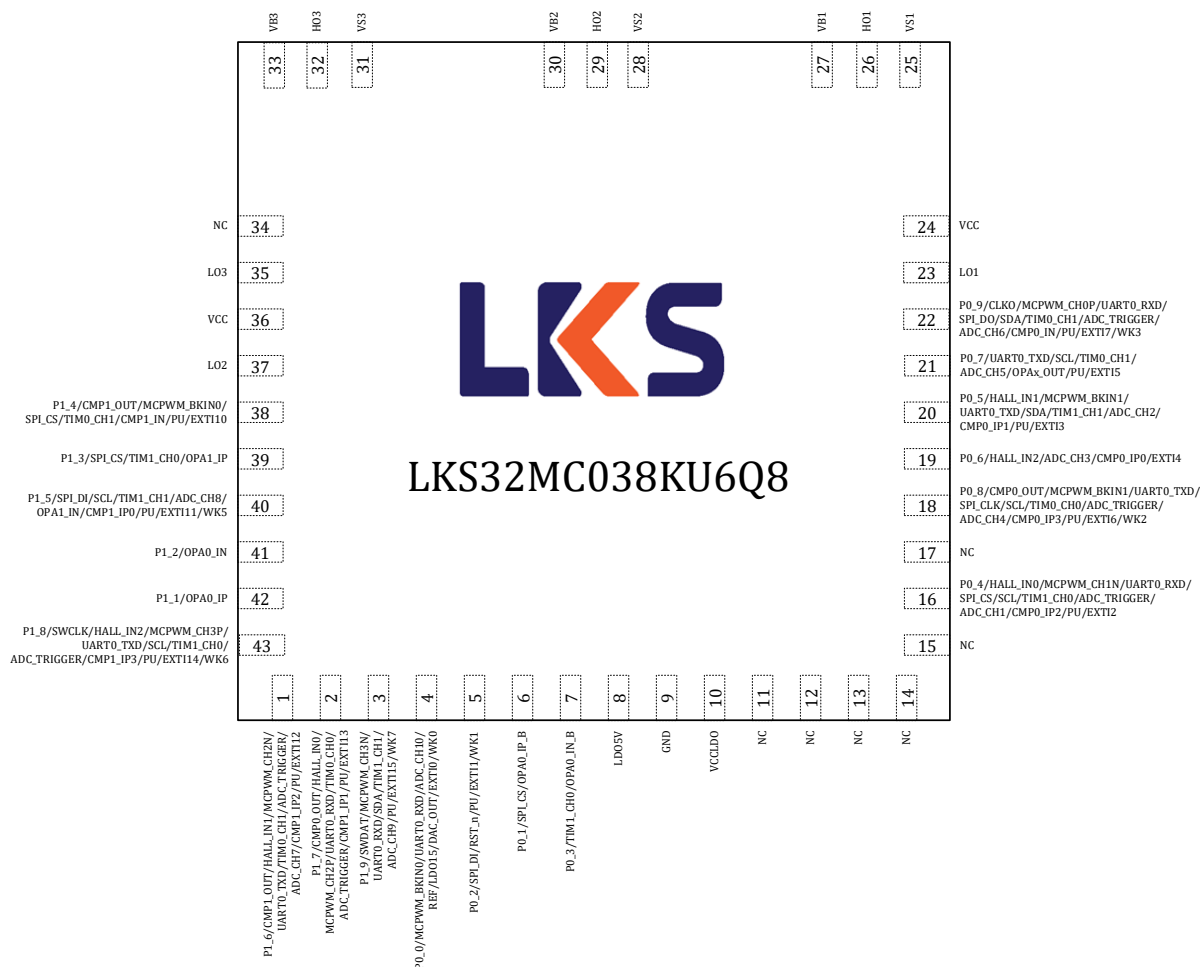 VB3
HO3
VS3
VB2
HO2
VS2
VB1
HO1
VS1
33
32
31
30
29
28
27
26
25
NC
34
LO3
35
VCC
36
LO2
37
P1_4/CMP1_OUT/MCPWM_BKIN0/
SPI_CS/TIM0_CH1/CMP1_IN/PU/EXTI10
38
P1_3/SPI_CS/TIM1_CH0/OPA1_IP
39
P1_5/SPI_DI/SCL/TIM1_CH1/ADC_CH8/
OPA1_IN/CMP1_IP0/PU/EXTI11/WK5
40
P1_2/OPA0_IN
41
P1_1/OPA0_IP
42
P1_8/SWCLK/HALL_IN2/MCPWM_CH3P/
UART0_TXD/SCL/TIM1_CH0/
ADC_TRIGGER/CMP1_IP3/PU/EXTI14/WK6
43
LKS
LKS32MC038KU6Q8
24
VCC
23
LO1
22
P0_9/CLKO/MCPWM_CH0P/UART0_RXD/
SPI_DO/SDA/TIM0_CH1/ADC_TRIGGER/
ADC_CH6/CMP0_IN/PU/EXTI7/WK3
21
P0_7/UART0_TXD/SCL/TIM0_CH1/
ADC_CH5/OPAx_OUT/PU/EXTI5
20
P0_5/HALL_IN1/MCPWM_BKIN1/
UART0_TXD/SDA/TIM1_CH1/ADC_CH2/
CMP0_IP1/PU/EXTI3
19
P0_6/HALL_IN2/ADC_CH3/CMP0_IP0/EXTI4
18
P0_8/CMP0_OUT/MCPWM_BKIN1/UART0_TXD/
SPI_CLK/SCL/TIM0_CH0/ADC_TRIGGER/
ADC_CH4/CMP0_IP3/PU/EXTI6/WK2
17
NC
16
P0_4/HALL_IN0/MCPWM_CH1N/UART0_RXD/
SPI_CS/SCL/TIM1_CH0/ADC_TRIGGER/
ADC_CH1/CMP0_IP2/PU/EXTI2
15
NC
1
2
3
4
5
6
7
8
9
10
11
12
13
14
P1_6/CMP1_OUT/HALL_IN1/MCPWM_CH2N/
UART0_TXD/TIM0_CH1/ADC_TRIGGER/
ADC_CH7/CMP1_IP2/PU/EXTI12
P1_7/CMP0_OUT/HALL_IN0/
MCPWM_CH2P/UART0_RXD/TIM0_CH0/
ADC_TRIGGER/CMP1_IP1/PU/EXTI13
P1_9/SWDAT/MCPWM_CH3N/
UART0_RXD/SDA/TIM1_CH1/
ADC_CH9/PU/EXTI15/WK7
P0_0/MCPWM_BKIN0/UART0_RXD/ADC_CH10/
REF/LDO15/DAC_OUT/EXTI0/WK0
P0_2/SPI_DI/RST_n/PU/EXTI1/WK1
P0_1/SPI_CS/OPA0_IP_B
P0_3/TIM1_CH0/OPA0_IN_B
LDO5V
GND
VCCLDO
NC
NC
NC
NC